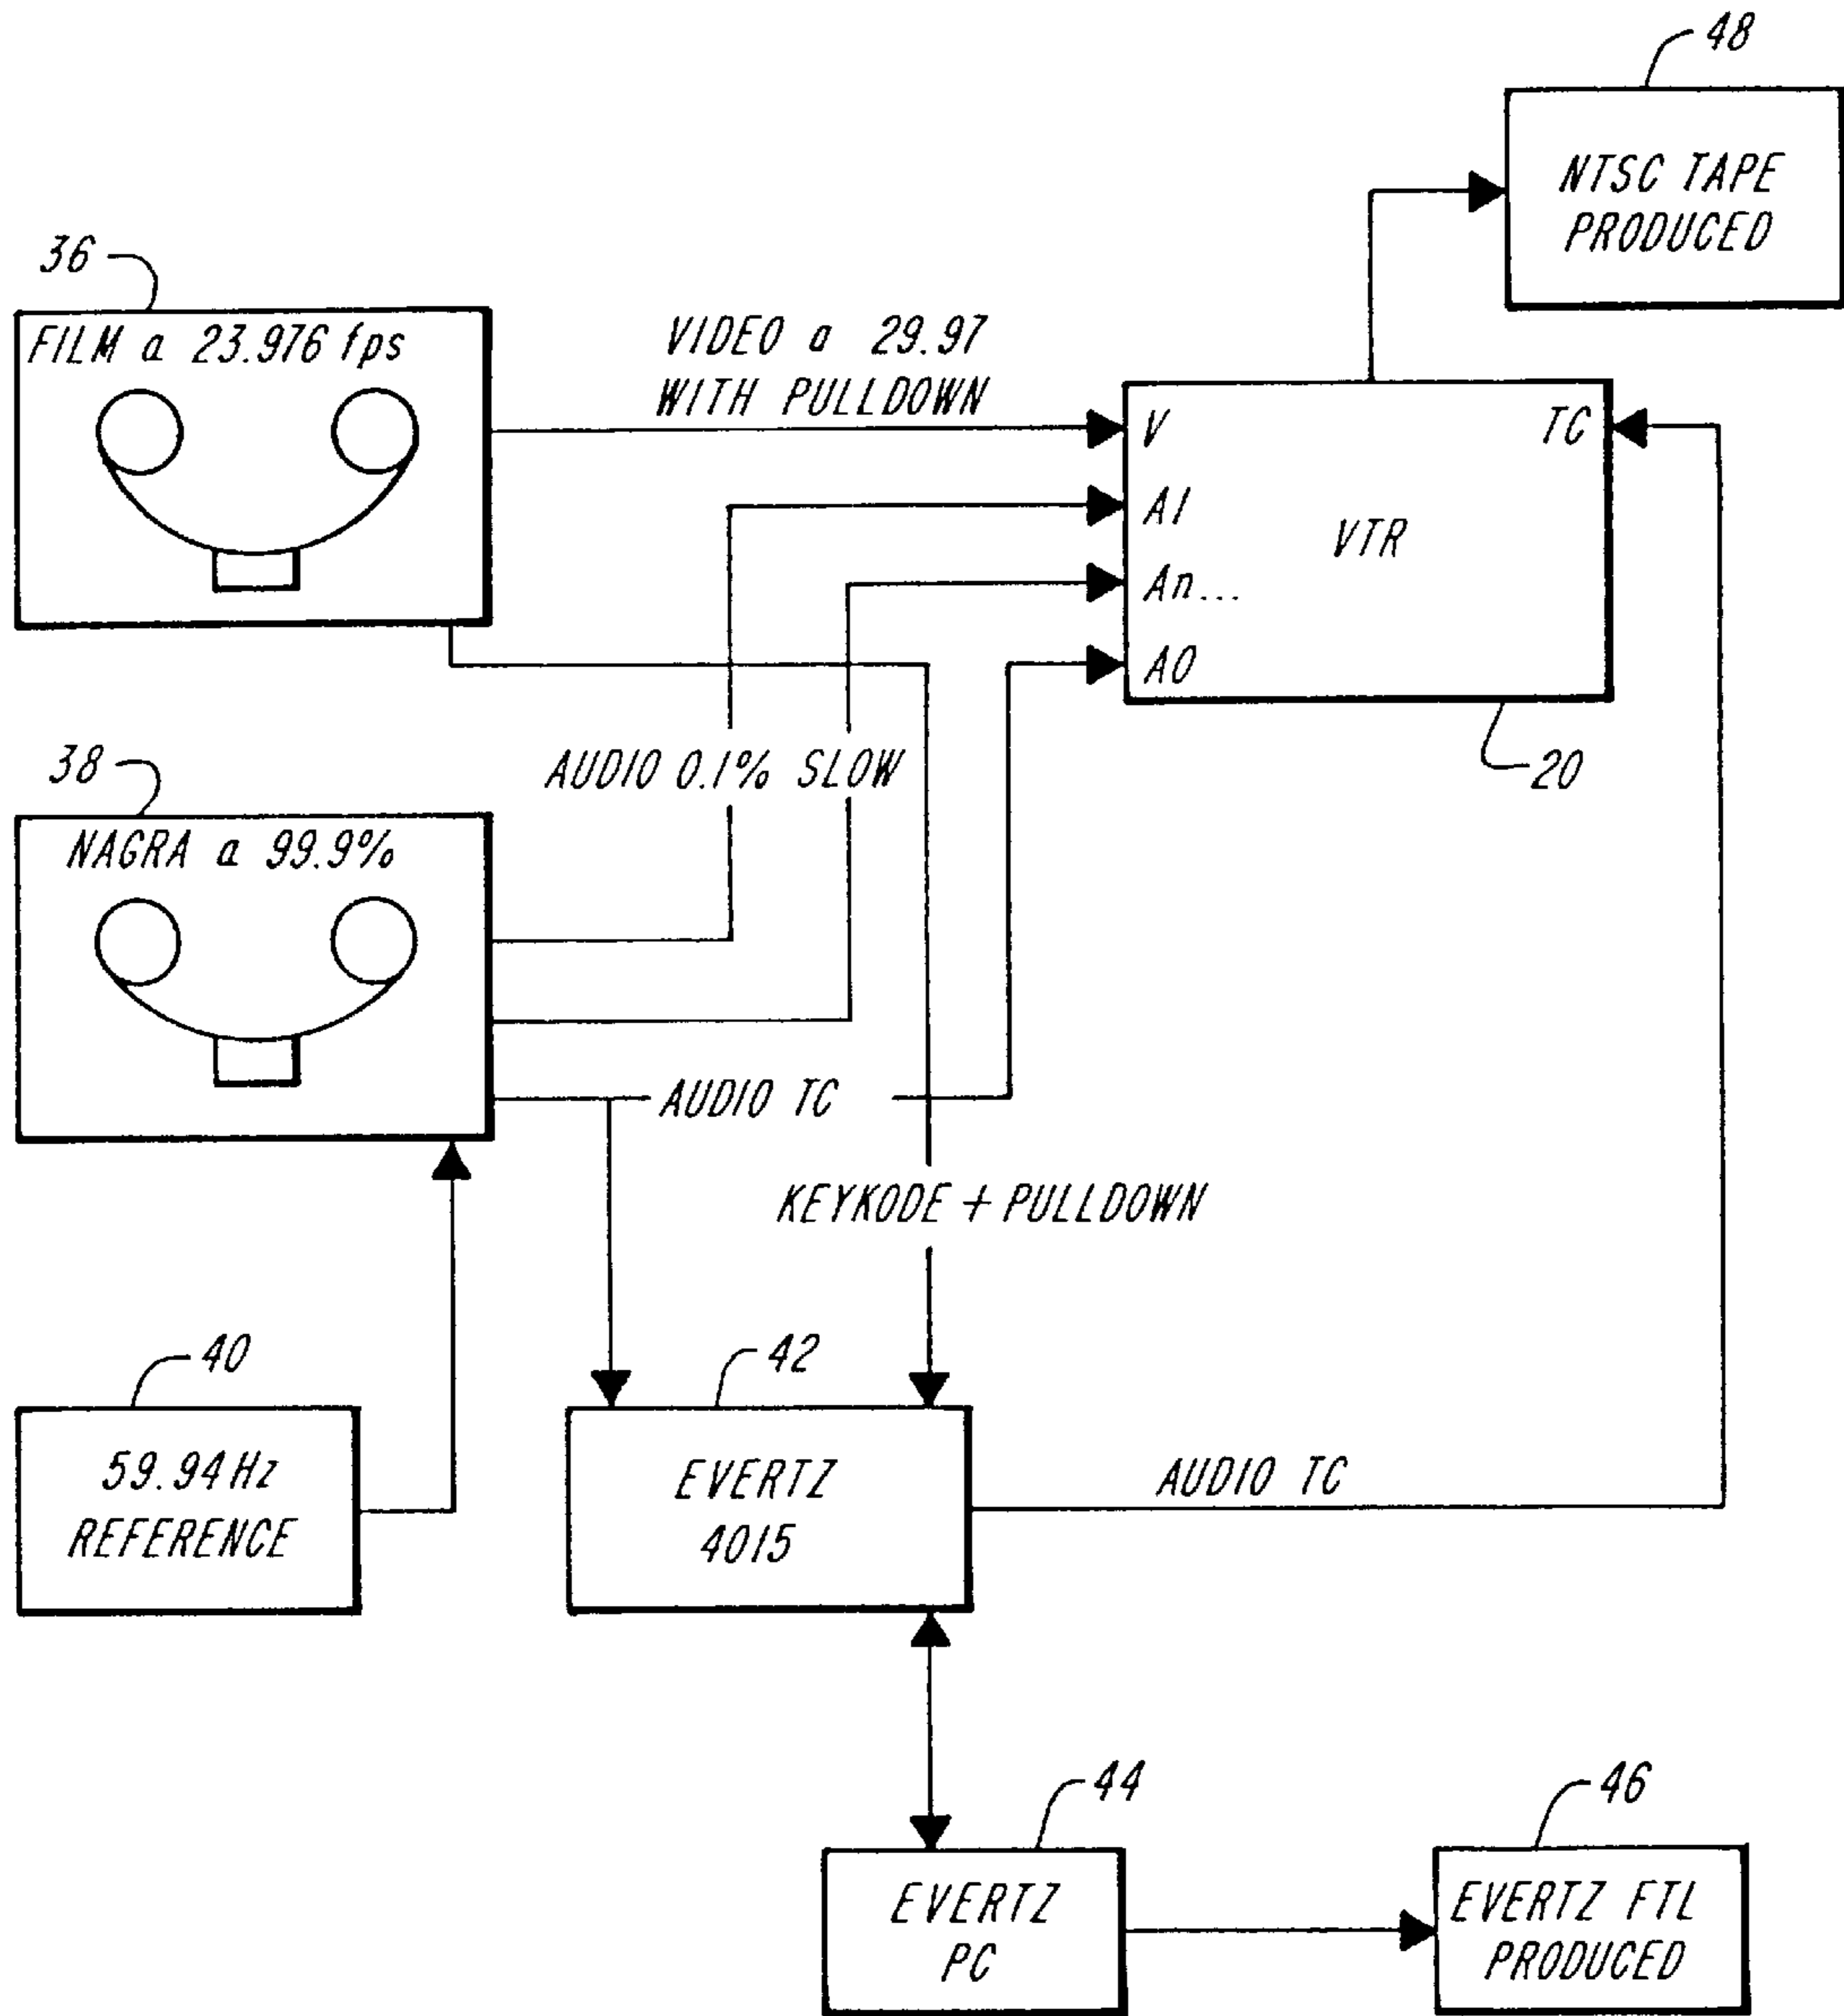 48
NTSC TAPE
PRODUCED
36
FILM a 23.976 fps
VIDEO a 29.97
WITH PULLDOWN
V
TC
A1
VTR
An...
A0
20
38
AUDIO 0.1% SLOW
NAGRA a 99.9%
AUDIO TC
KEYKODE + PULLDOWN
40
42
59.94 Hz
REFERENCE
EVERTZ
4015
AUDIO TC
44
46
EVERTZ
PC
EVERTZ FTL
PRODUCED